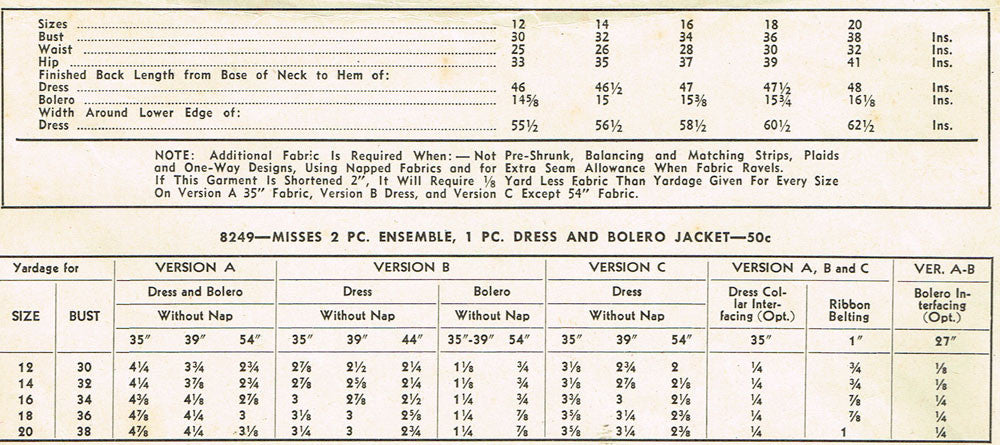 Sizes 12 14 16 18 20
Bust 30 32 34 36 38 Ins.
Waist 25 26 28 30 32 Ins.
Hip 33 35 37 39 41 Ins.
Finished Back Length from Base of Neck to Hem of:
Dress 46 46½ 47 47½ 48 Ins.
Bolero 14⅝ 15 15⅜ 15¾ 16⅛ Ins.
Width Around Lower Edge of:
Dress 55½ 56½ 58½ 60½ 62½ Ins.
NOTE: Additional Fabric Is Required When: — Not Pre-Shrunk, Balancing and Matching Strips, Plaids
and One-Way Designs, Using Napped Fabrics and for Extra Seam Allowance When Fabric Ravels.
If This Garment Is Shortened 2", It Will Require ⅛ Yard Less Fabric Than Yardage Given For Every Size
On Version A 35" Fabric, Version B Dress, and Version C Except 54" Fabric.
8249—MISSES 2 PC. ENSEMBLE, 1 PC. DRESS AND BOLERO JACKET—50c
Yardage for VERSION A VERSION B VERSION C VERSION A, B and C VER. A-B
Dress and Bolero Dress Bolero Dress Dress Col- Bolero In-
lar Inter- Ribbon terfacing
SIZE BUST Without Nap Without Nap Without Nap Without Nap facing (Opt.) Belting (Opt.)
35" 39" 54" 35" 39" 44" 35"-39" 54" 35" 39" 54" 35" 1" 27"
12 30 4¼ 3¾ 2¾ 2⅞ 2½ 2¼ 1⅛ ¾ 3⅛ 2¾ 2 ¼ ¾ ⅛
14 32 4¼ 3⅞ 2¾ 2⅞ 2⅝ 2¼ 1⅛ ¾ 3⅛ 2⅞ 2⅛ ¼ ¾ ⅛
16 34 4⅜ 4⅛ 2⅞ 3 2⅞ 2½ 1¼ ¾ 3⅜ 3 2⅛ ¼ ⅞ ¼
18 36 4⅞ 4¼ 3 3⅛ 3 2⅝ 1¼ ¾ 3⅝ 3¼ 2¼ ¼ ⅞ ¼
20 38 4⅞ 4¼ 3⅛ 3¼ 3 2¾ 1¼ ⅞ 3⅝ 3¼ 2⅜ ¼ 1 ¼